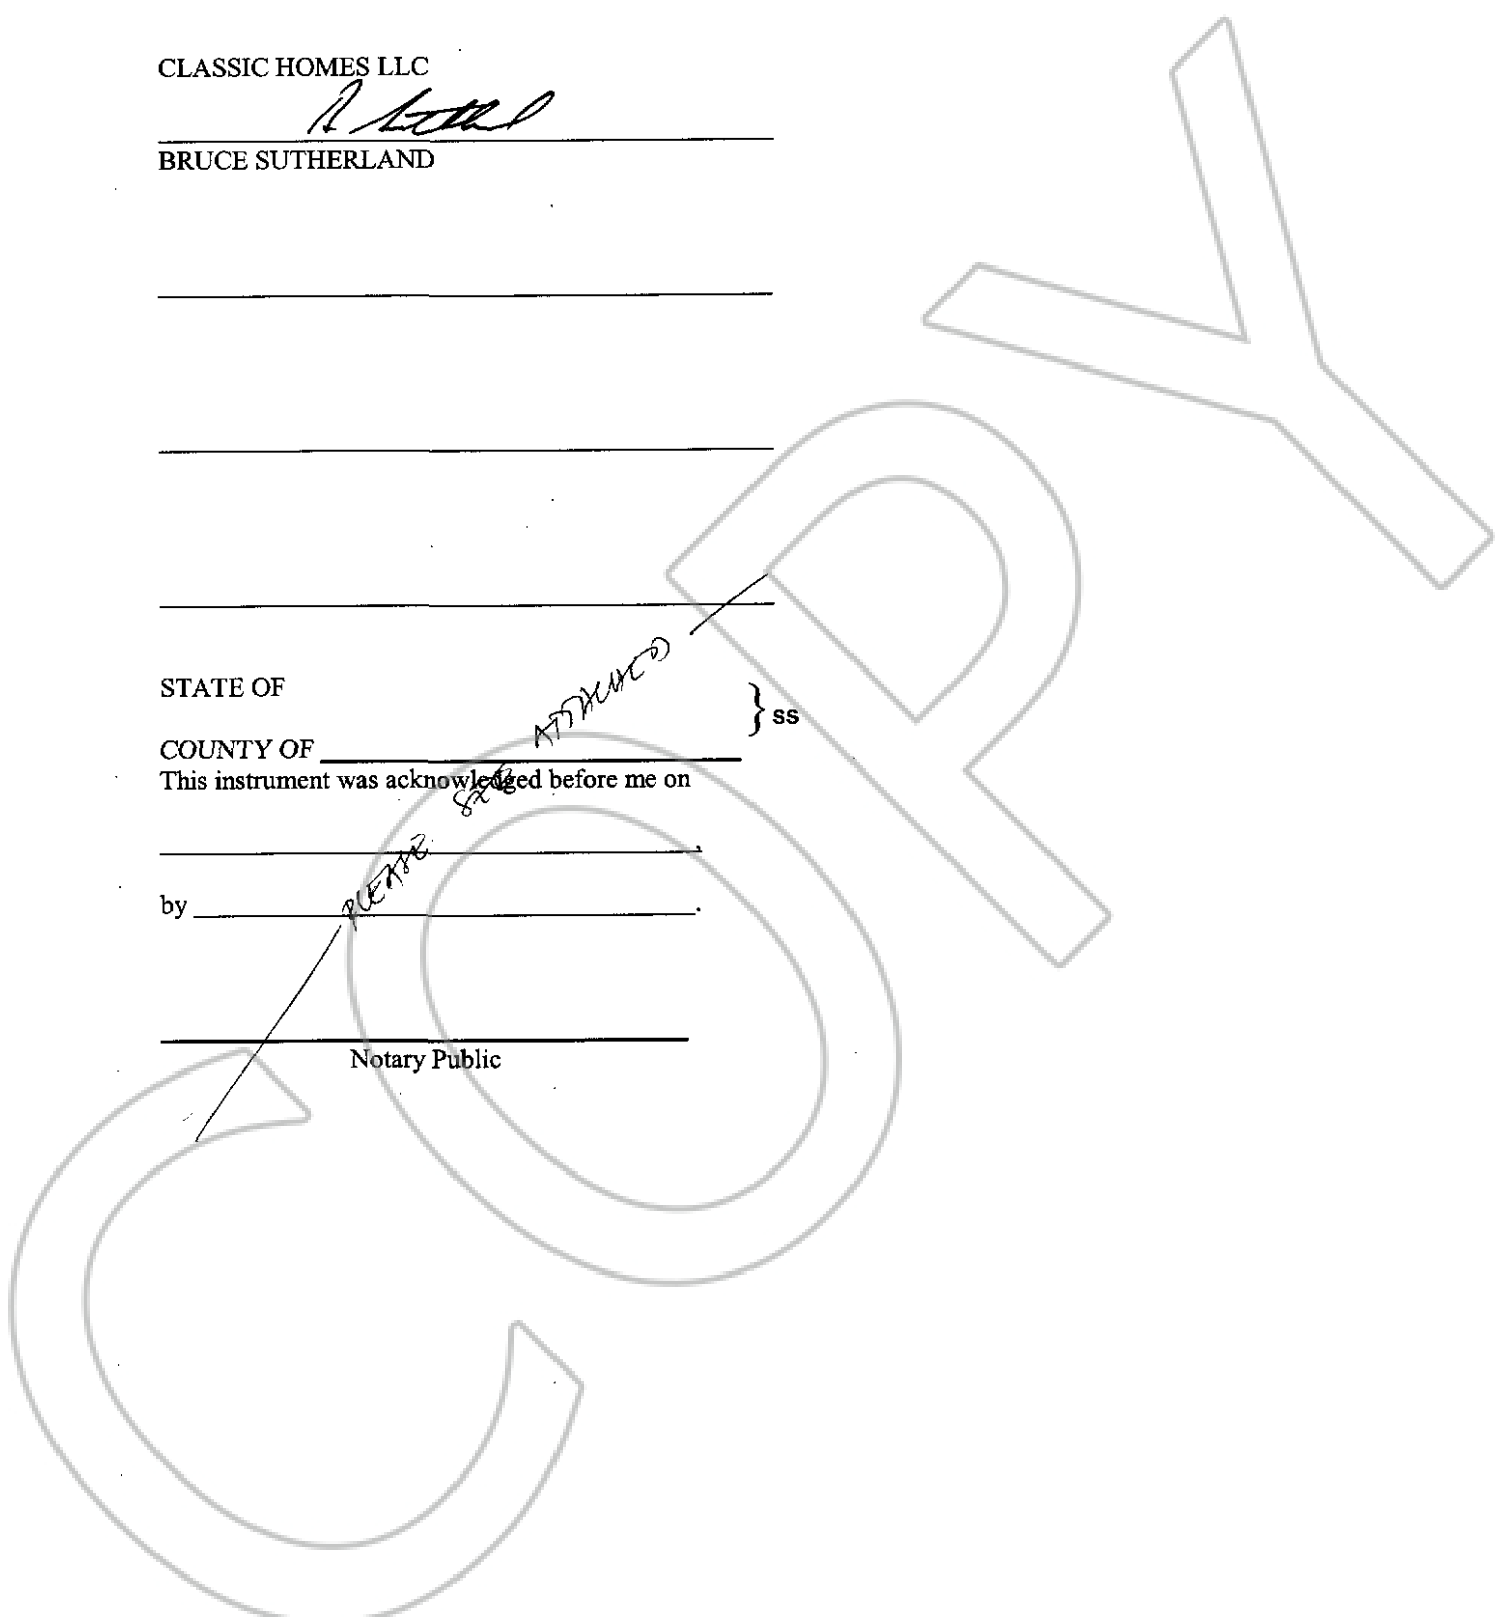 CLASSIC HOMES LLC
BRUCE SUTHERLAND
STATE OF
COUNTY OF
} ss
This instrument was acknowledged before me on
,
by .
PLEASE SEE ATTACHED
Notary Public
COPY